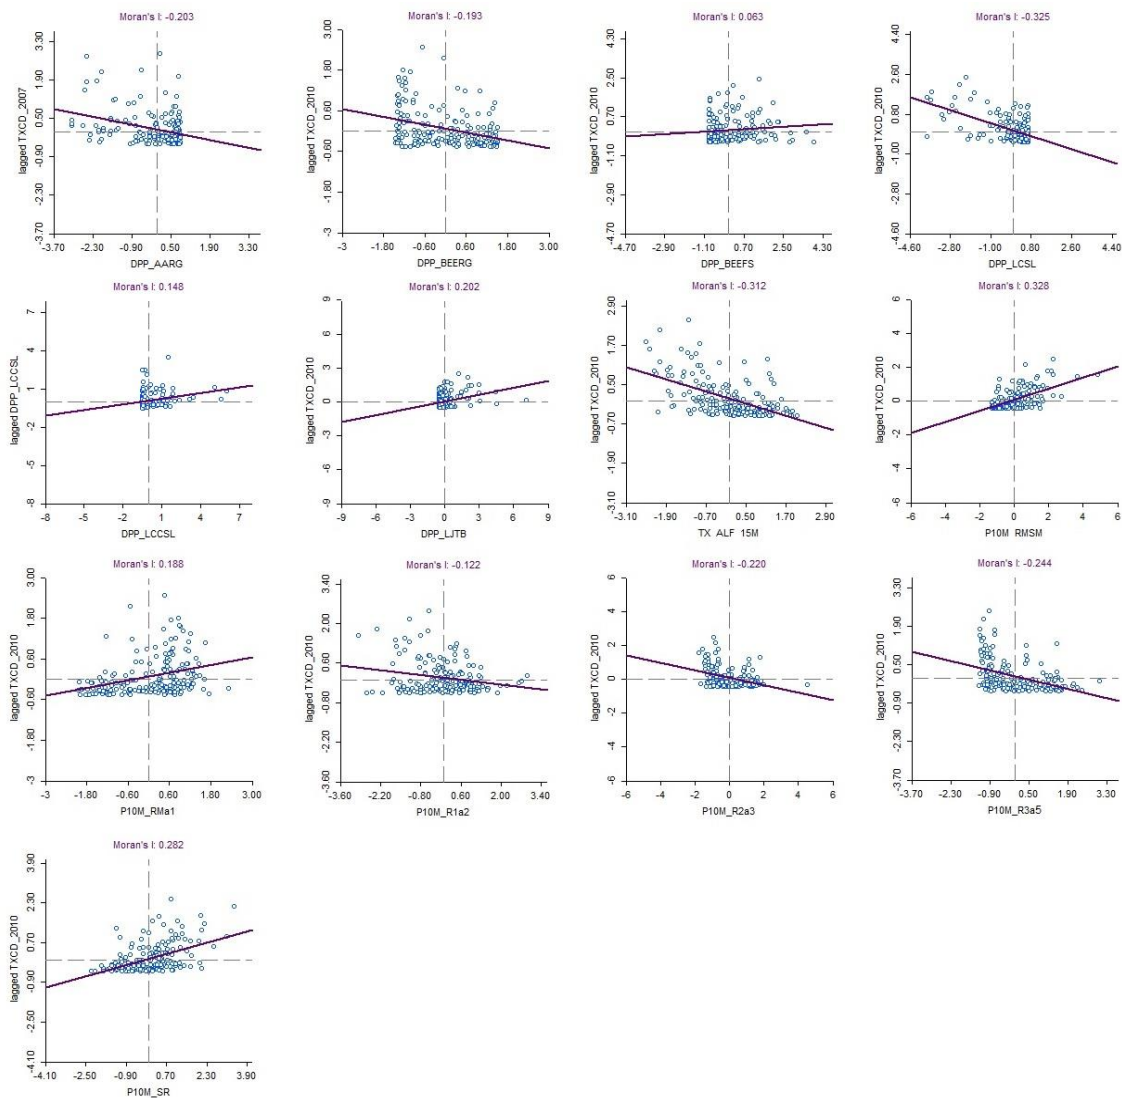 Moran's I: -0.203
lagged TXCD_2007
3.30
1.90
0.50
-0.90
-2.30
-3.70
-3.70 -2.30 -0.90 0.50 1.90 3.30
DPP_AARG
Moran's I: -0.193
lagged TXCD_2010
3.00
1.80
0.60
-0.60
-1.80
-3
-3 -1.80 -0.60 0.60 1.80 3.00
DPP_BEERG
Moran's I: 0.063
lagged TXCD_2010
4.30
2.50
0.70
-1.10
-2.90
-4.70
-4.70 -2.90 -1.10 0.70 2.50 4.30
DPP_BEEFS
Moran's I: -0.325
lagged TXCD_2010
4.40
2.60
0.80
-1.00
-2.80
-4.60
-4.60 -2.80 -1.00 0.80 2.60 4.40
DPP_LCSL
Moran's I: 0.148
lagged DPP_LCCSL
7
4
1
-2
-5
-8
-8 -5 -2 1 4 7
DPP_LCCSL
Moran's I: 0.202
lagged TXCD_2010
9
6
3
0
-3
-6
-9
-9 -6 -3 0 3 6 9
DPP_LJTB
Moran's I: -0.312
lagged TXCD_2010
2.90
1.70
0.50
-0.70
-1.90
-3.10
-3.10 -1.90 -0.70 0.50 1.70 2.90
TX_ALF_15M
Moran's I: 0.328
lagged TXCD_2010
6
4
2
0
-2
-4
-6
-6 -4 -2 0 2 4 6
P10M_RMSM
Moran's I: 0.188
lagged TXCD_2010
3.00
1.80
0.60
-0.60
-1.80
-3
-3 -1.80 -0.60 0.60 1.80 3.00
P10M_RMa1
Moran's I: -0.122
lagged TXCD_2010
3.40
2.00
0.60
-0.80
-2.20
-3.60
-3.60 -2.20 -0.80 0.60 2.00 3.40
P10M_R1a2
Moran's I: -0.220
lagged TXCD_2010
6
4
2
0
-2
-4
-6
-6 -4 -2 0 2 4 6
P10M_R2a3
Moran's I: -0.244
lagged TXCD_2010
3.30
1.90
0.50
-0.90
-2.30
-3.70
-3.70 -2.30 -0.90 0.50 1.90 3.30
P10M_R3a5
Moran's I: 0.282
lagged TXCD_2010
3.90
2.30
0.70
-0.90
-2.50
-4.10
-4.10 -2.50 -0.90 0.70 2.30 3.90
P10M_SR